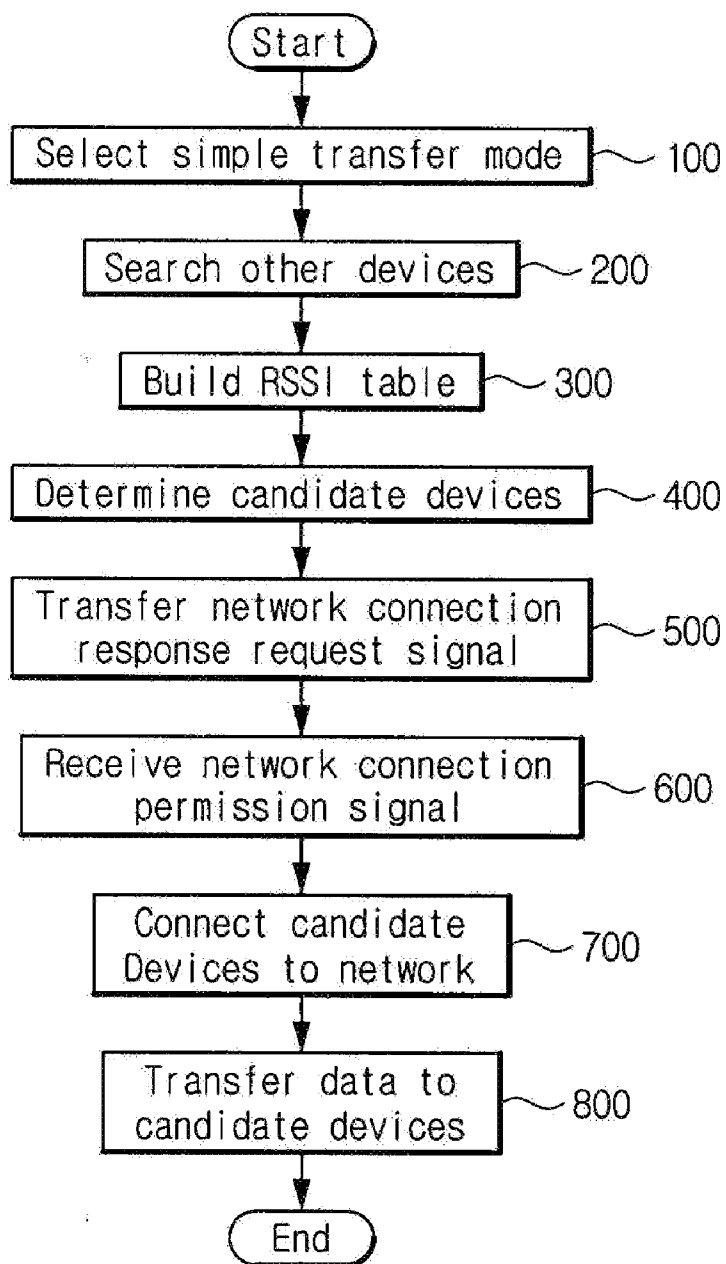 Start
Select simple transfer mode
100
Search other devices
200
Build RSSI table
300
Determine candidate devices
400
Transfer network connection
response request signal
500
Receive network connection
permission signal
600
Connect candidate
Devices to network
700
Transfer data to
candidate devices
800
End